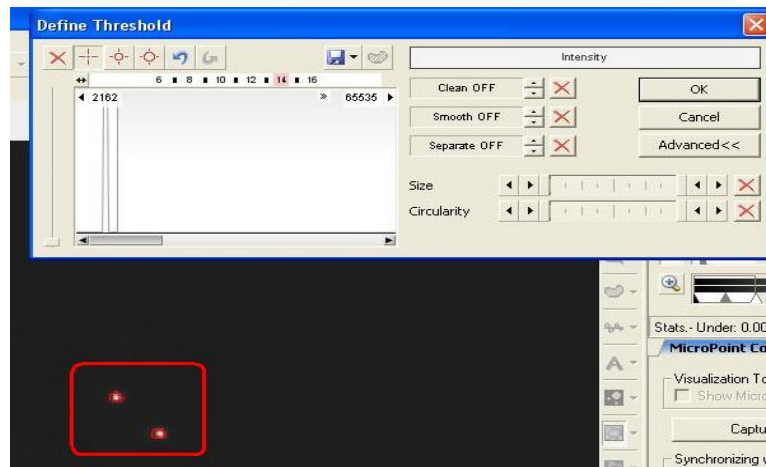 Define Threshold
6 8 10 12 14 16
2162 65535
Intensity
Clean OFF
OK
Smooth OFF
Cancel
Separate OFF
Advanced<<
Size
Circularity
Stats.- Under: 0.00
MicroPoint Co
Visualization To
Show Micro
Captu
Synchronizing